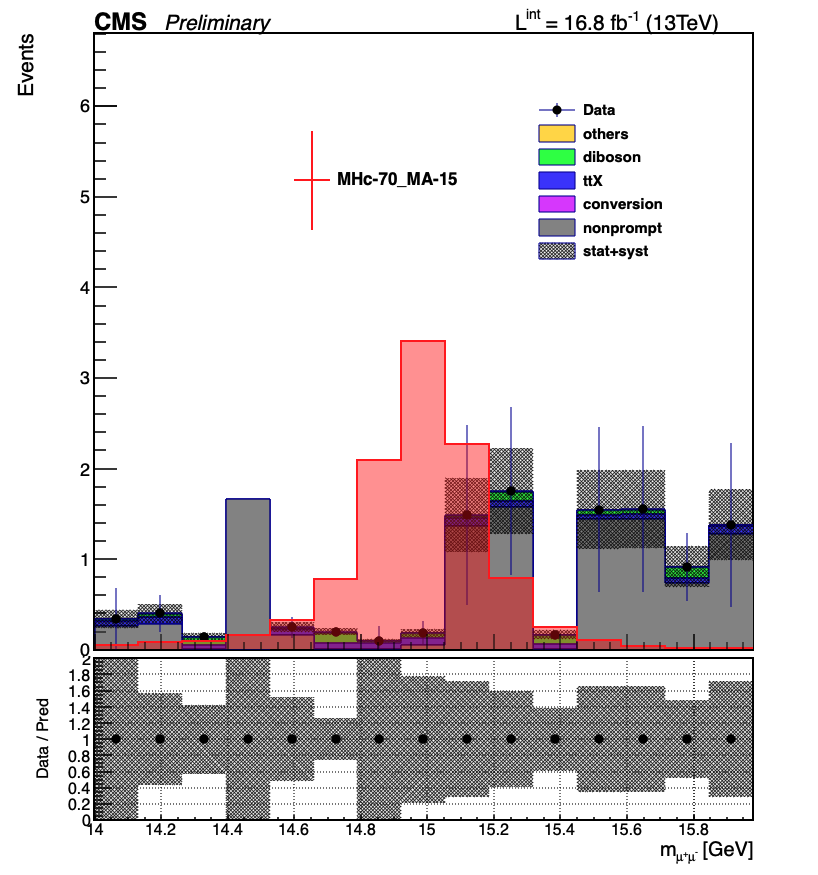 CMS Preliminary L^int = 16.8 fb^-1 (13TeV)
Events
Data
others
diboson
ttX
conversion
nonprompt
stat+syst
MHc-70_MA-15
6
5
4
3
2
1
0
Data / Pred
2
1.8
1.6
1.4
1.2
1
0.8
0.6
0.4
0.2
0
14 14.2 14.4 14.6 14.8 15 15.2 15.4 15.6 15.8
m_μ⁺μ⁻ [GeV]